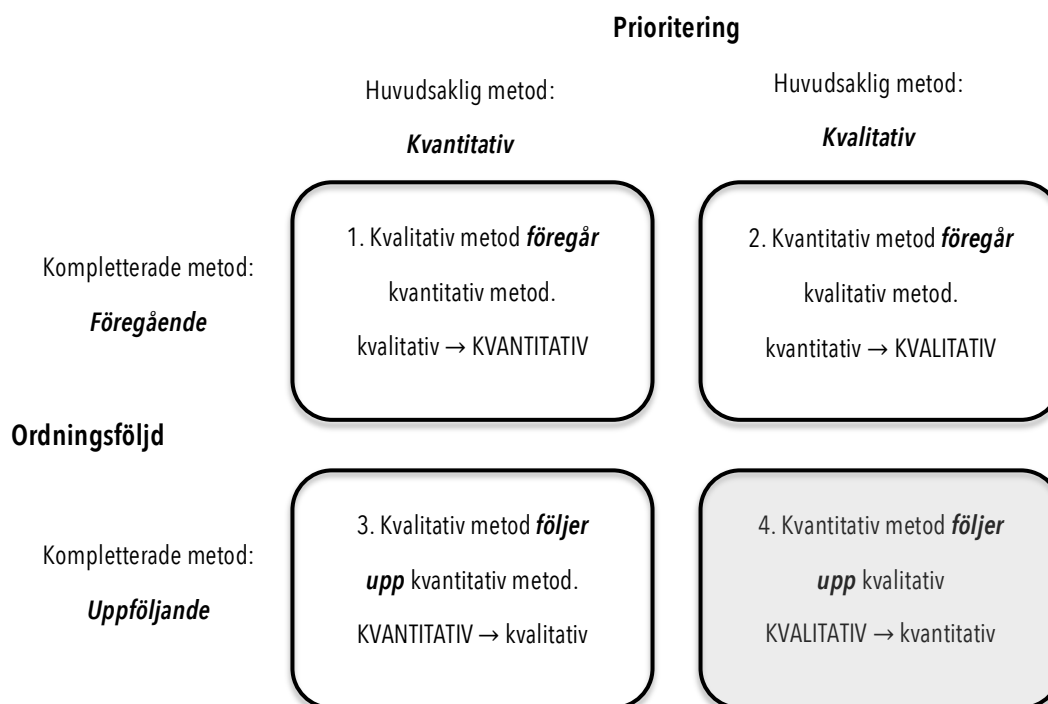 Prioritering
Huvudsaklig metod:
Kvantitativ
Huvudsaklig metod:
Kvalitativ
Kompletterade metod:
Föregående
1. Kvalitativ metod föregår
kvantitativ metod.
kvalitativ → KVANTITATIV
2. Kvantitativ metod föregår
kvalitativ metod.
kvantitativ → KVALITATIV
Ordningsföljd
Kompletterade metod:
Uppföljande
3. Kvalitativ metod följer
upp kvantitativ metod.
KVANTITATIV → kvalitativ
4. Kvantitativ metod följer
upp kvalitativ
KVALITATIV → kvantitativ